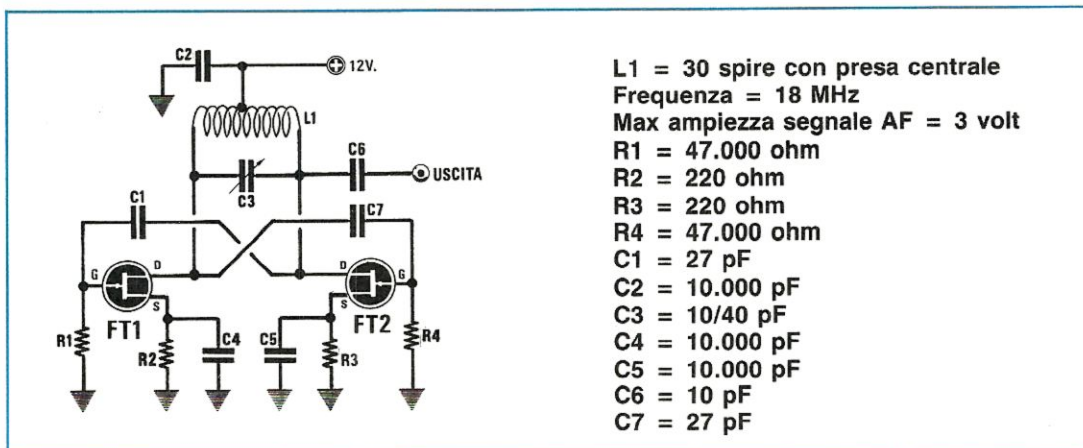 C2
12V.
L1
C6
USCITA
C3
C1
C7
G
D
S
FT1
D
G
S
FT2
R1
R2
C4
C5
R3
R4
L1 = 30 spire con presa centrale
Frequenza = 18 MHz
Max ampiezza segnale AF = 3 volt
R1 = 47.000 ohm
R2 = 220 ohm
R3 = 220 ohm
R4 = 47.000 ohm
C1 = 27 pF
C2 = 10.000 pF
C3 = 10/40 pF
C4 = 10.000 pF
C5 = 10.000 pF
C6 = 10 pF
C7 = 27 pF